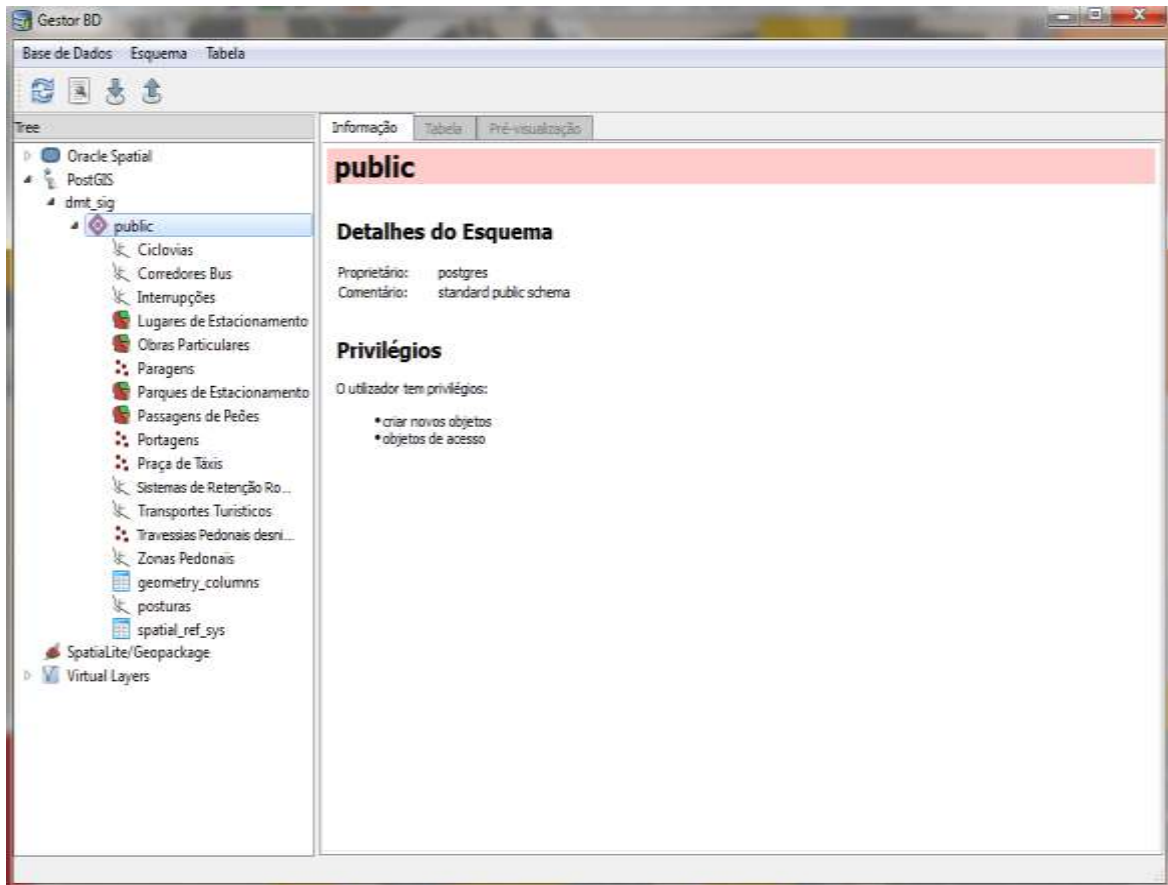 Gestor BD
Base de Dados Esquema Tabela
Tree
Oracle Spatial
PostGIS
dmt_sig
public
Ciclovias
Corredores Bus
Interrupções
Lugares de Estacionamento
Obras Particulares
Paragens
Parques de Estacionamento
Passagens de Peões
Portagens
Praça de Táxis
Sistemas de Retenção Ro...
Transportes Turisticos
Travessias Pedonais desni...
Zonas Pedonais
geometry_columns
posturas
spatial_ref_sys
SpatiaLite/Geopackage
Virtual Layers
Informação Tabela Pré-visualização
public
Detalhes do Esquema
Proprietário: postgres
Comentário: standard public schema
Privilégios
O utilizador tem privilégios:
• criar novos objetos
• objetos de acesso